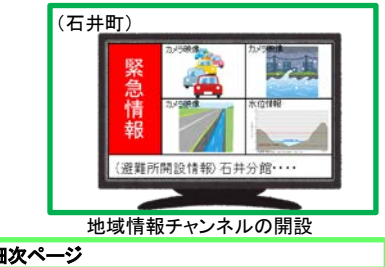 (石井町)
緊急情報
カメラ映像
カメラ映像
カメラ映像
水位情報
(避難所開設情報)石井分館・・・・
地域情報チャンネルの開設
次ページ